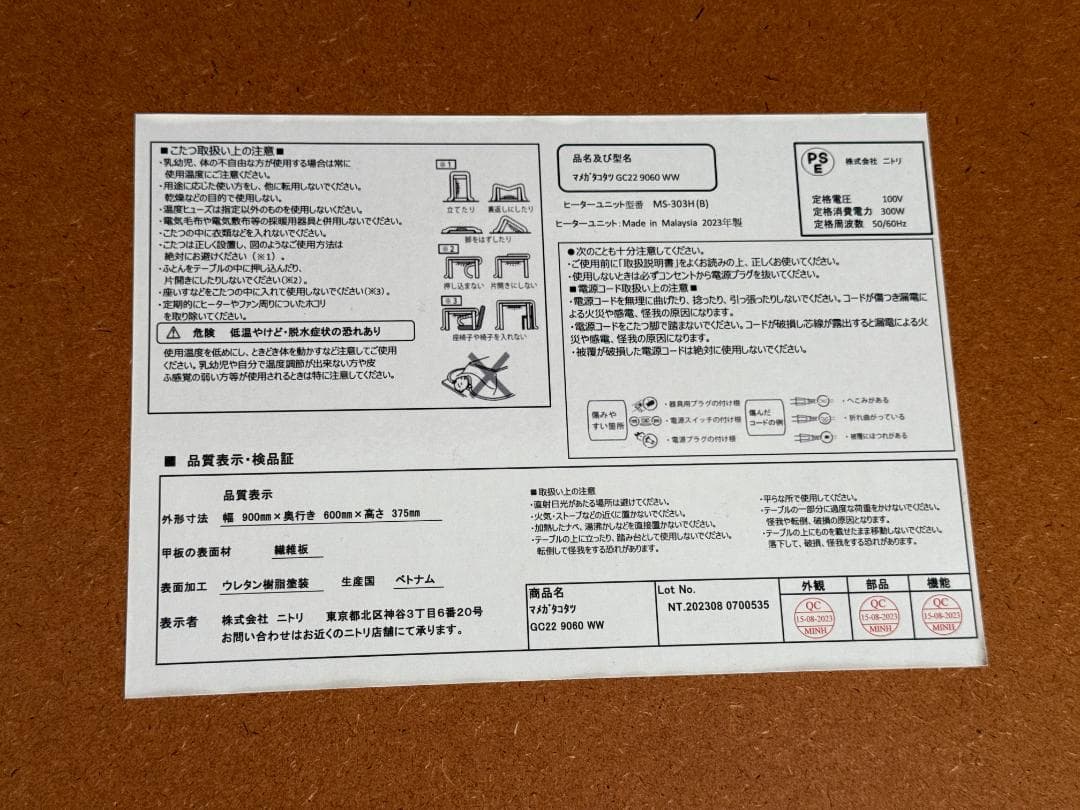 ■こたつ取扱い上の注意■
・乳幼児、体の不自由な方が使用する場合は常に
使用温度にご注意ください。
・用途に応じた使い方をし、他に転用しないでください。
乾燥などの目的で使用しない。
・温度ヒューズは指定以外のものを使用しないください。
・電気毛布や電気敷布等の採暖用器具と併用しないでください。
・こたつの中に衣類などを入れないでください。
・こたつは正しく設置し、図のようなご使用方法は
絶対にお避けください（※1）。
・ふとんをテーブルの中に押し込んだり、
片開きにしたりしないでください(※2)。
・座いすなどをこたつの中に入れて使用しないでください(※3)。
・定期的にヒーターやファン周りについたホコリ
を取り除いてください。
⚠ 危険 低温やけど・脱水症状の恐れあり
使用温度を低めにし、ときどき体を動かすなど注意してご使用
ください。乳幼児や自分で温度調節が出来ない方や皮
ふ感覚の弱い方等が使用されるときは特に注意してください。
※1
立てたり 裏返しにしたり
脚をはずしたり
※2
押し込まない 片開きにしない
※3
座椅子や椅子を入れない
品名及び型名
マメガタコタツ GC22 9060 WW
ヒーターユニット型番 MS-303H(B)
ヒーターユニット：Made in Malaysia 2023年製
PSE
株式会社 ニトリ
定格電圧 100V
定格消費電力 300W
定格周波数 50/60Hz
●次のことも十分注意してください。
・ご使用前に「取扱説明書」をよくお読みの上、正しくお使いてください。
・使用しないときは必ずコンセントから電源プラグを抜いてください。
■電源コード取扱い上の注意■
・電源コードを無理に曲げたり、捻ったり、引っ張ったりしないでください。コードが傷つき漏電に
よる火災や感電、怪我の原因になります。
・電源コードをこたつ脚で踏まないでください。コードが破損し芯線が露出すると漏電による火
災や感電、怪我の原因になります。
・被覆が破損した電源コードは絶対に使用しないでください。
傷みや
すい箇所
・器具用プラグの付け根
・電源スイッチの付け根
・電源プラグの付け根
傷んだ
コードの例
・へこみがある
・折れ曲がっている
・被覆にほつれがある
■ 品質表示・検品証
品質表示
外形寸法 幅 900mm×奥行き 600mm×高さ 375mm
甲板の表面材 繊維板
表面加工 ウレタン樹脂塗装 生産国 ベトナム
表示者 株式会社 ニトリ 東京都北区神谷3丁目6番20号
お問い合わせはお近くのニトリ店舗にて承ります。
■取扱い上の注意
・直射日光があたる場所は避けてください。
・火気・ストーブなどの近くに置かないでください。
・加熱したナベ、湯沸かしなどを直接置かないでください。
・テーブルの上に立ったり、踏み台として使用しないでください。
転倒して怪我をする恐れがあります。
・平らな所で使用してください。
・テーブルの一部分に過度な荷重をかけないでください。
怪我や転倒、破損の原因となります。
・テーブルの上にものを載せたまま移動しないでください。
落下して、破損、怪我をする恐れがあります。
商品名
マメガタコタツ
GC22 9060 WW
Lot No.
NT.202308 0700535
外観 部品 機能
QC
15-08-2023
MINH
QC
15-08-2023
MINH
QC
15-08-2023
MINH